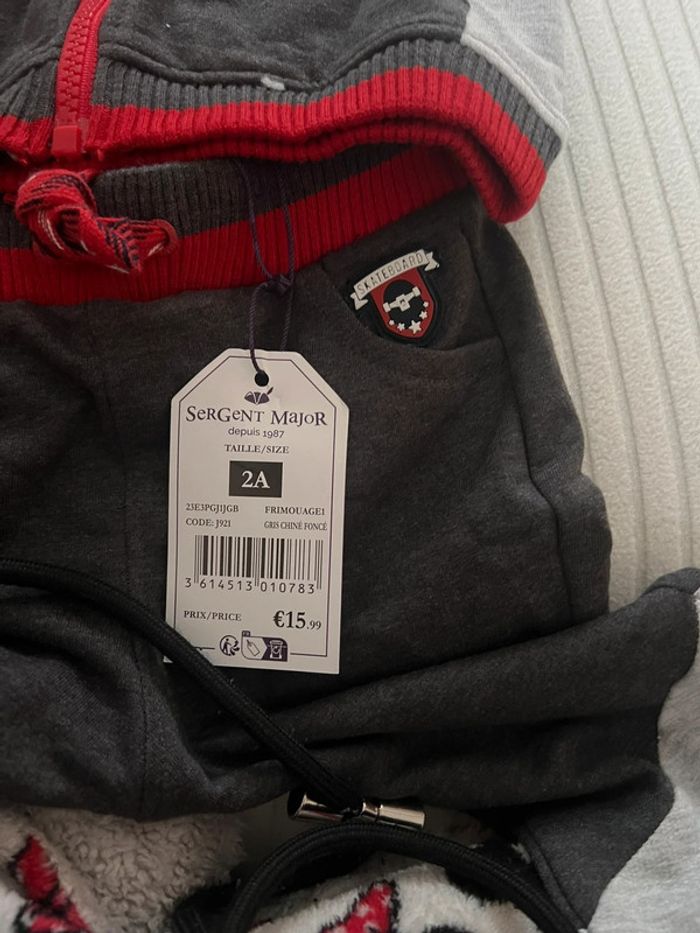 SKATEBOARD
SERGENT MAJOR
depuis 1987
TAILLE/SIZE
2A
23E3PGJ1JGB FRIMOUAGE1
CODE: J921 GRIS CHINÉ FONCÉ
3 614513 010783
PRIX/PRICE €15.99